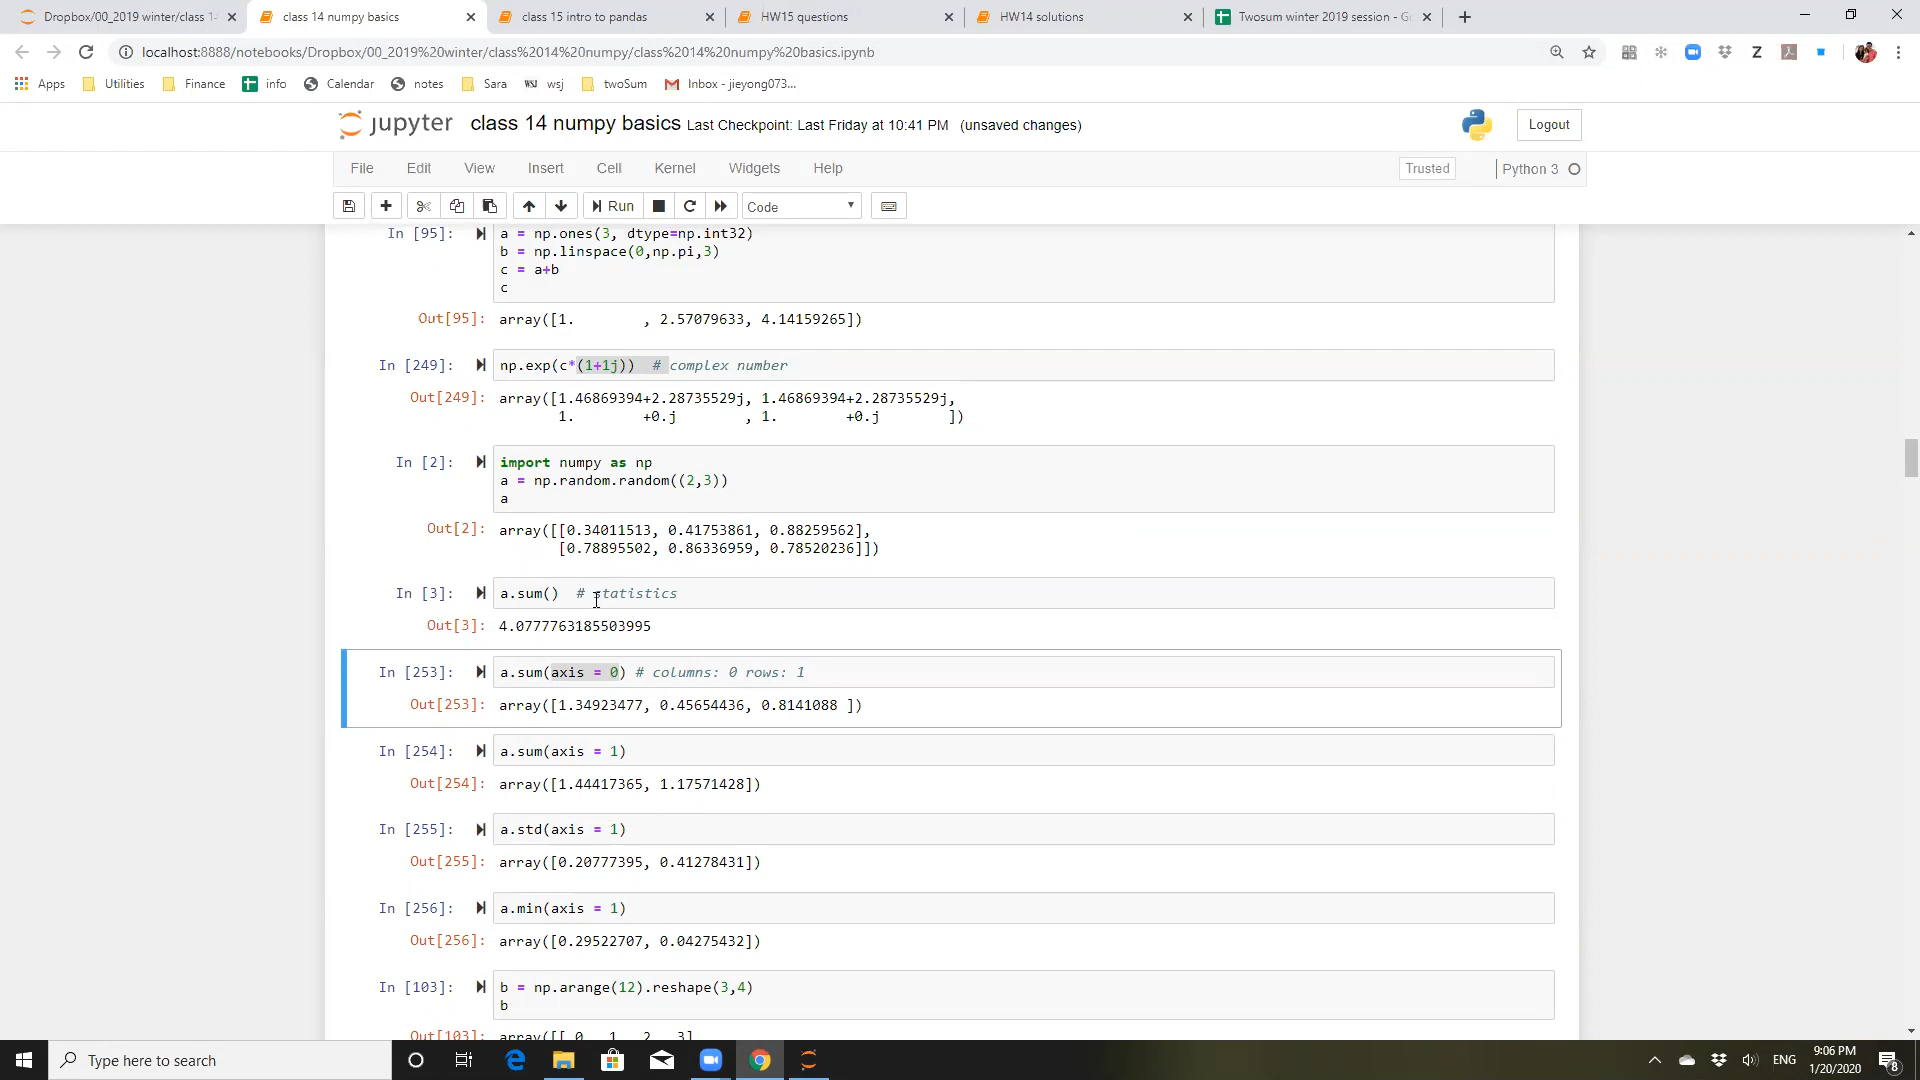 Dropbox/00_2019 winter/class 1
class 14 numpy basics
class 15 intro to pandas
HW15 questions
HW14 solutions
Twosum winter 2019 session - G
localhost:8888/notebooks/Dropbox/00_2019%20winter/class%2014%20numpy/class%2014%20numpy%20basics.ipynb
Apps
Utilities
Finance
info
Calendar
notes
Sara
WSJ wsj
twoSum
Inbox - jieyong073...
jupyter class 14 numpy basics Last Checkpoint: Last Friday at 10:41 PM (unsaved changes)
Logout
File Edit View Insert Cell Kernel Widgets Help
Trusted
Python 3
Run
Code
In [95]: a = np.ones(3, dtype=np.int32)
b = np.linspace(0,np.pi,3)
c = a+b
c
Out[95]: array([1.        , 2.57079633, 4.14159265])
In [249]: np.exp(c*(1+1j))  # complex number
Out[249]: array([1.46869394+2.28735529j, 1.46869394+2.28735529j,
1.        +0.j        , 1.        +0.j        ])
In [2]: import numpy as np
a = np.random.random((2,3))
a
Out[2]: array([[0.34011513, 0.41753861, 0.88259562],
[0.78895502, 0.86336959, 0.78520236]])
In [3]: a.sum()  # statistics
Out[3]: 4.0777763185503995
In [253]: a.sum(axis = 0) # columns: 0 rows: 1
Out[253]: array([1.34923477, 0.45654436, 0.8141088 ])
In [254]: a.sum(axis = 1)
Out[254]: array([1.44417365, 1.17571428])
In [255]: a.std(axis = 1)
Out[255]: array([0.20777395, 0.41278431])
In [256]: a.min(axis = 1)
Out[256]: array([0.29522707, 0.04275432])
In [103]: b = np.arange(12).reshape(3,4)
b
Out[103]: array([[ 0,  1,  2,  3],
Type here to search
ENG
9:06 PM
1/20/2020
8